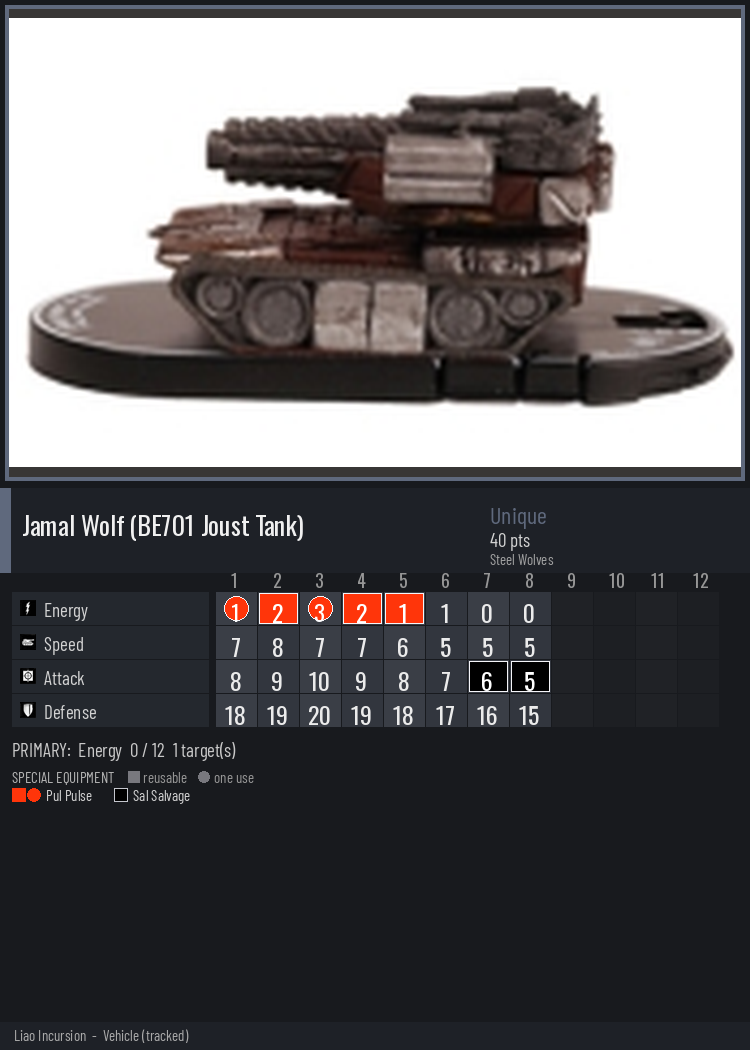 Jamal Wolf (BE701 Joust Tank)
Unique
40 pts
Steel Wolves
1 2 3 4 5 6 7 8 9 10 11 12
Energy 1 2 3 2 1 1 0 0
Speed 7 8 7 7 6 5 5 5
Attack 8 9 10 9 8 7 6 5
Defense 18 19 20 19 18 17 16 15
PRIMARY: Energy 0 / 12 1 target(s)
SPECIAL EQUIPMENT reusable one use
Pul Pulse Sal Salvage
Liao Incursion - Vehicle (tracked)